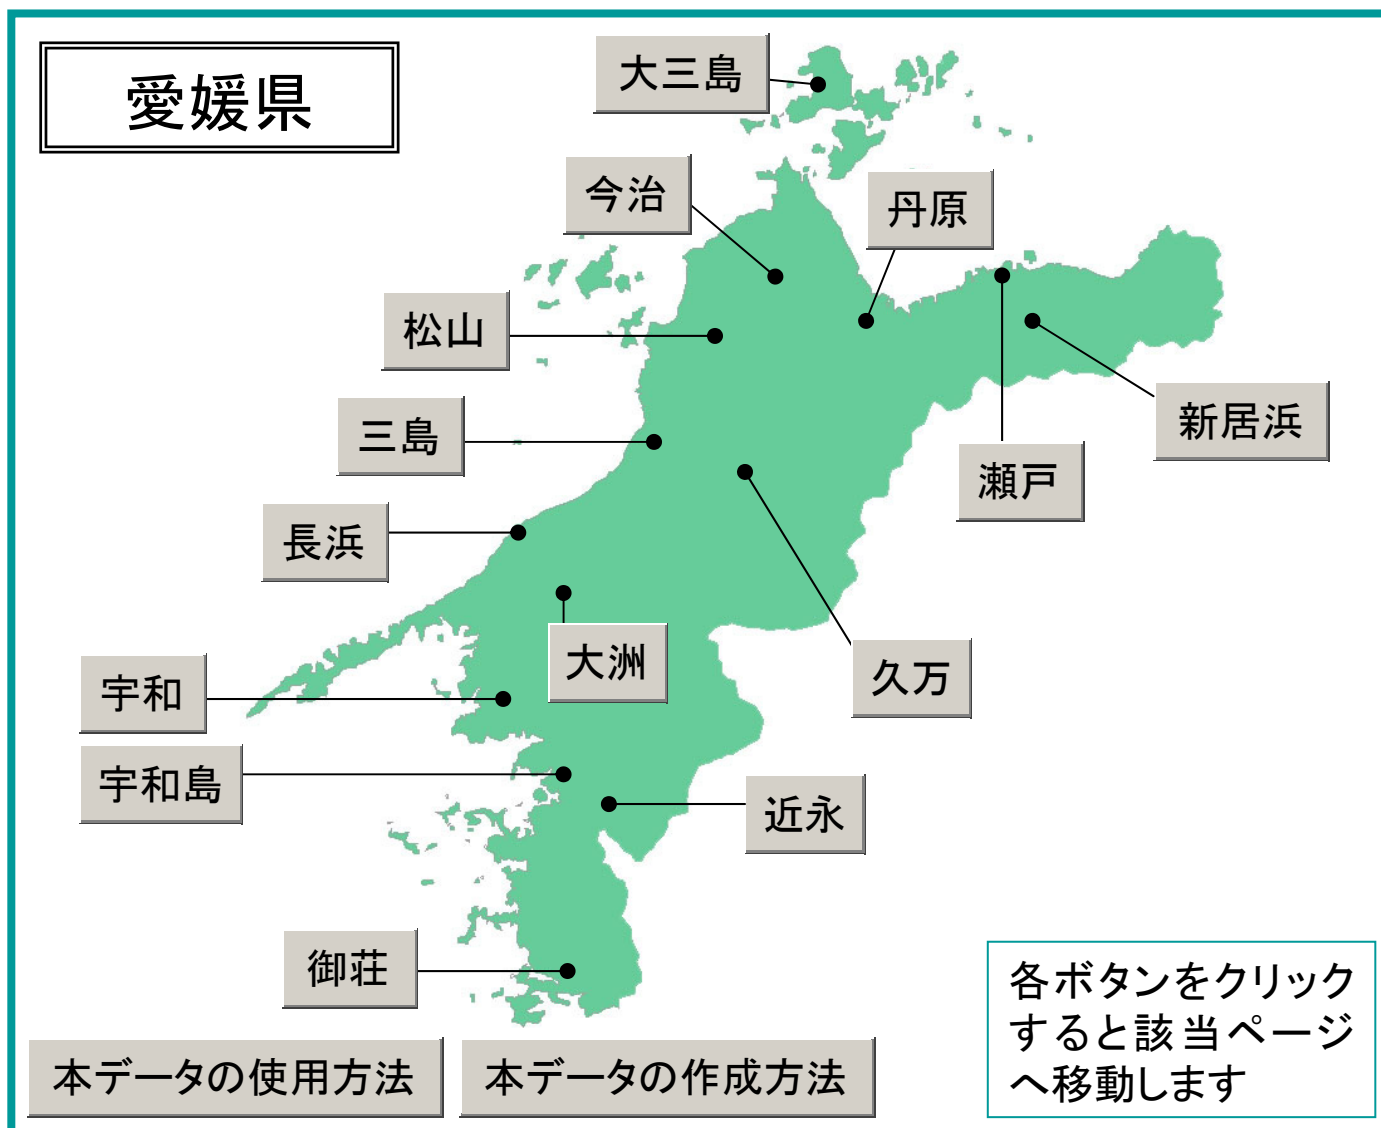 愛媛県
大三島
今治
丹原
松山
新居浜
三島
瀬戸
長浜
大洲
久万
宇和
宇和島
近永
御荘
各ボタンをクリック
すると該当ページ
へ移動します
本データの使用方法
本データの作成方法